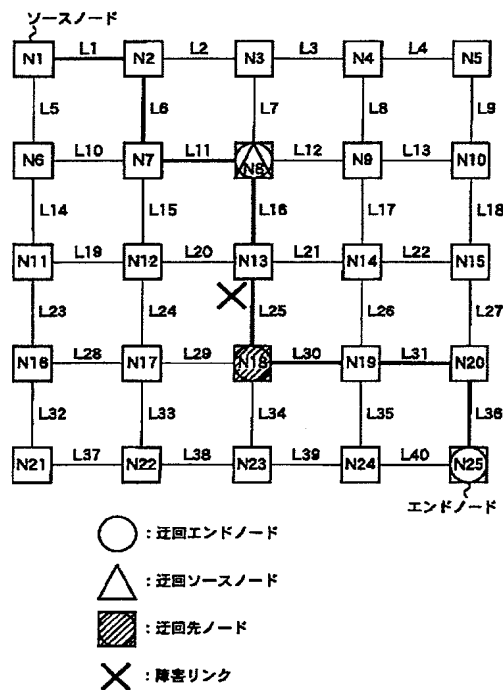 ソースノード
N1 L1 N2 L2 N3 L3 N4 L4 N5
L5 L6 L7 L8 L9
N6 L10 N7 L11 N8 L12 N9 L13 N10
L14 L15 L16 L17 L18
N11 L19 N12 L20 N13 L21 N14 L22 N15
L23 L24 L25 L26 L27
N16 L28 N17 L29 N18 L30 N19 L31 N20
L32 L33 L34 L35 L36
N21 L37 N22 L38 N23 L39 N24 L40 N25
エンドノード
：迂回エンドノード
：迂回ソースノード
：迂回先ノード
：障害リンク